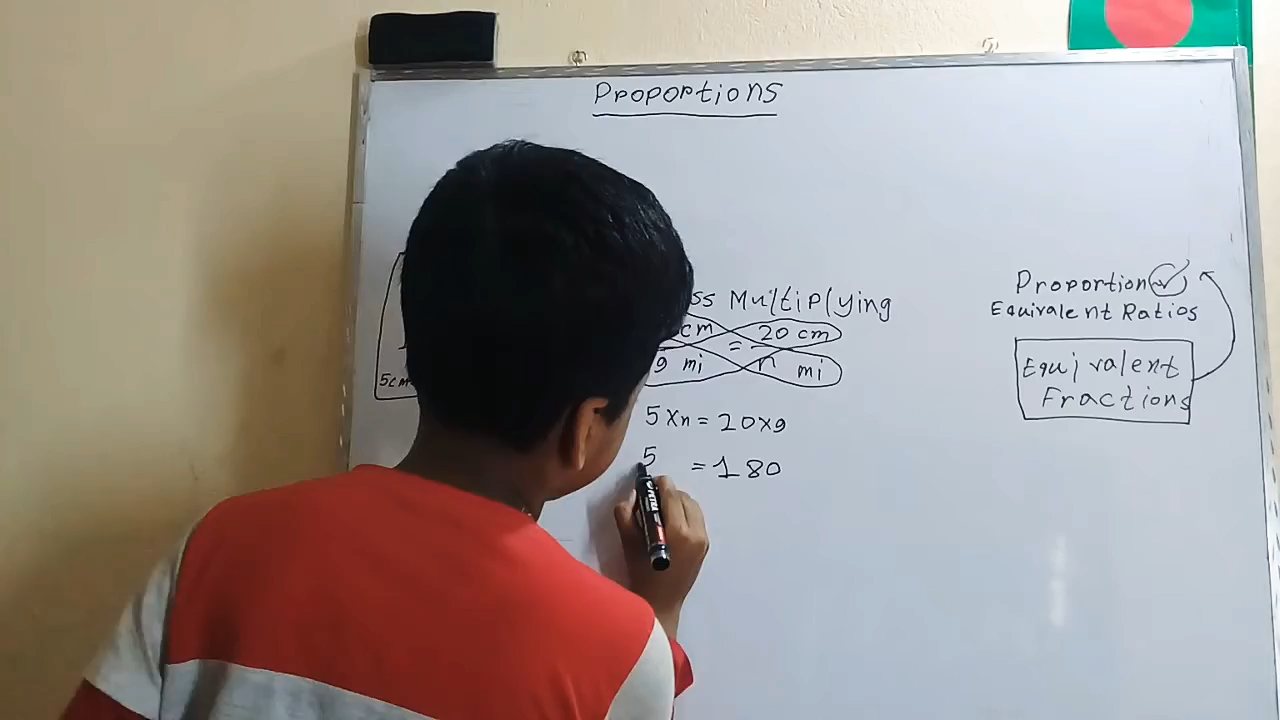 Proportions
Multiplying
cm = 20 cm
9 mi n mi
5cm
5 x n = 20 x 9
5 = 180
Proportion
Equivalent Ratios
Equivalent
Fractions